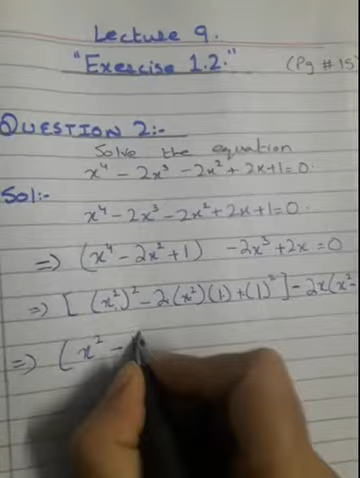 Lecture 9.
"Exercise 1.2."
(Pg # 15
QUESTION 2:-
Solve the equation
x⁴ - 2x³ - 2x² + 2x + 1 = 0.
Sol:-
x⁴ - 2x³ - 2x² + 2x + 1 = 0.
⇒ (x⁴ - 2x² + 1) - 2x³ + 2x = 0
⇒ [(x²)² - 2(x²)(1) + (1)²] - 2x(x² -
⇒ (x² -